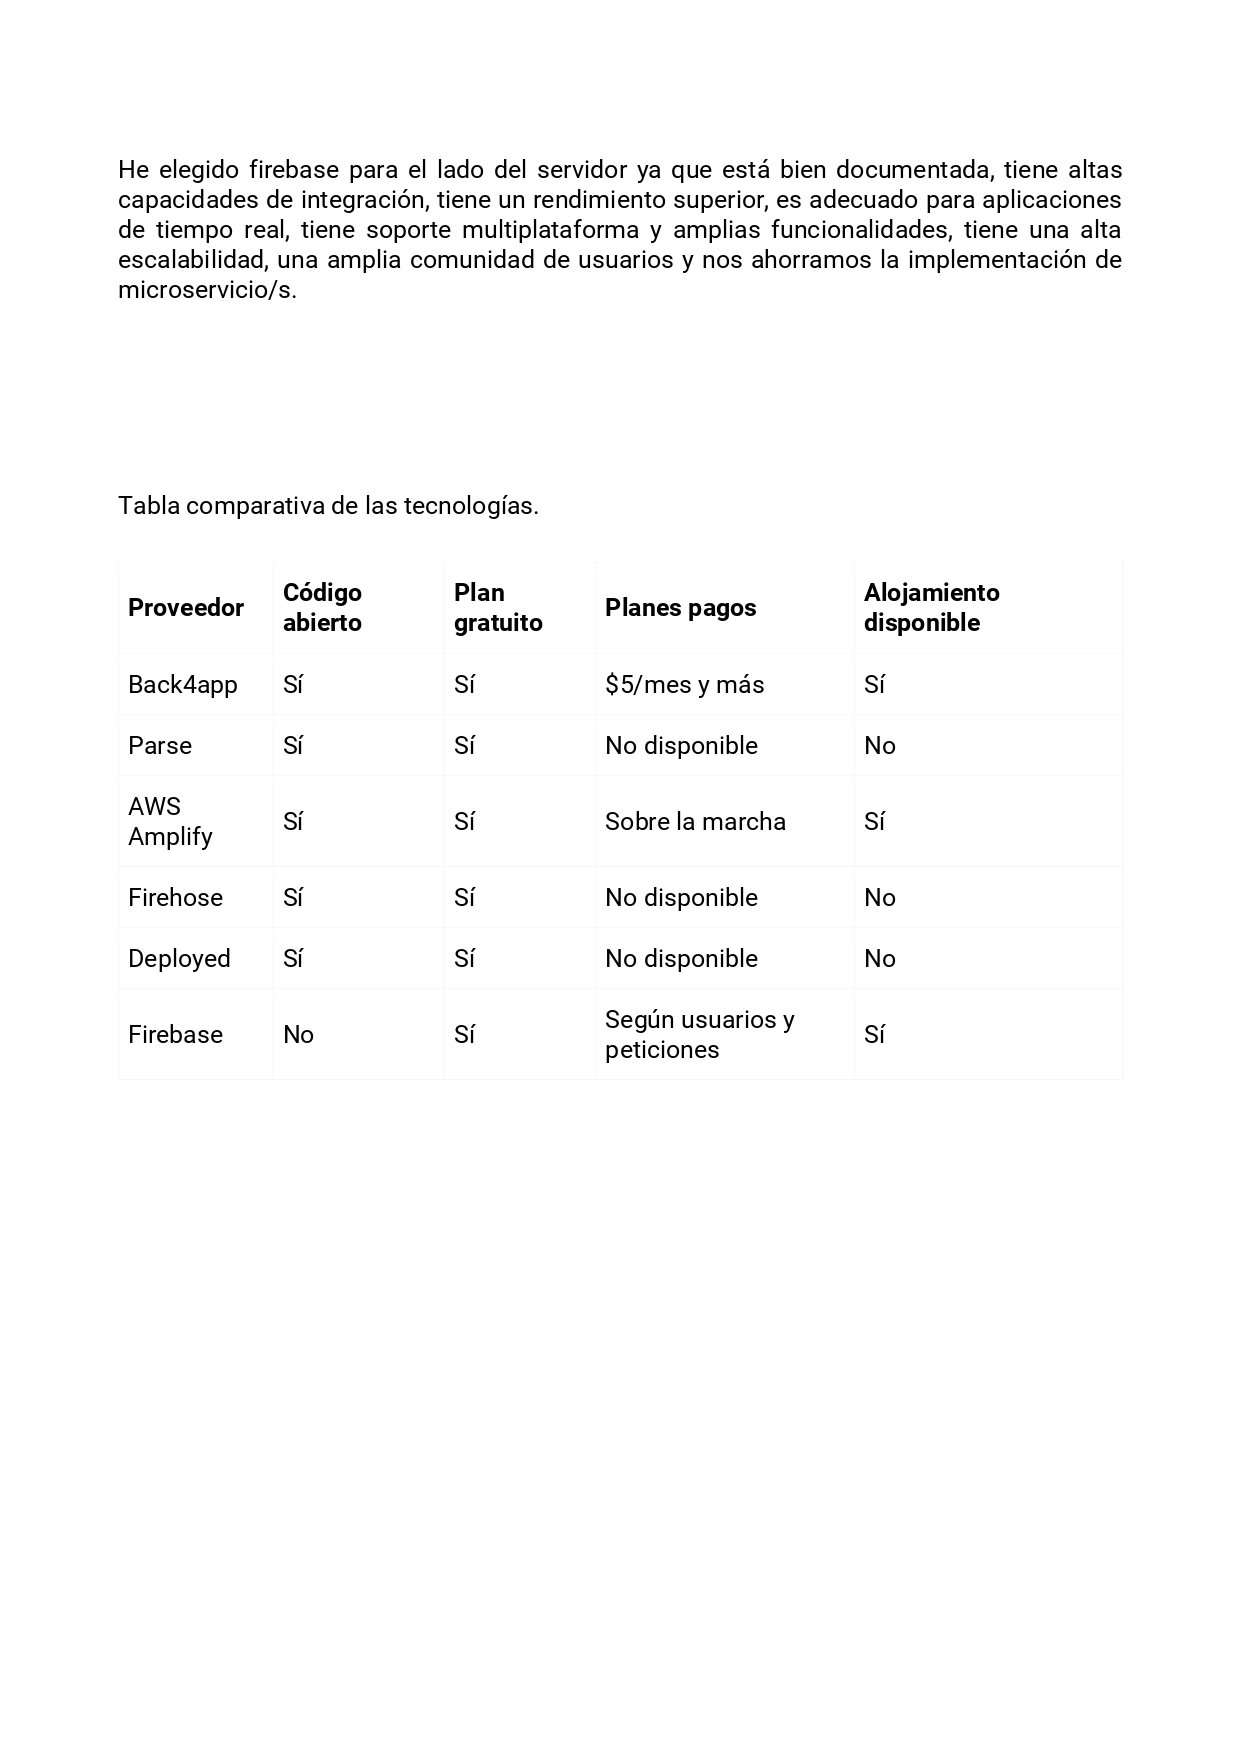 He elegido firebase para el lado del servidor ya que está bien documentada, tiene altas
capacidades de integración, tiene un rendimiento superior, es adecuado para aplicaciones
de tiempo real, tiene soporte multiplataforma y amplias funcionalidades, tiene una alta
escalabilidad, una amplia comunidad de usuarios y nos ahorramos la implementación de
microservicio/s.
Tabla comparativa de las tecnologías.
Proveedor Código abierto Plan gratuito Planes pagos Alojamiento disponible
Back4app Sí Sí $5/mes y más Sí
Parse Sí Sí No disponible No
AWS Amplify Sí Sí Sobre la marcha Sí
Firehose Sí Sí No disponible No
Deployed Sí Sí No disponible No
Firebase No Sí Según usuarios y peticiones Sí